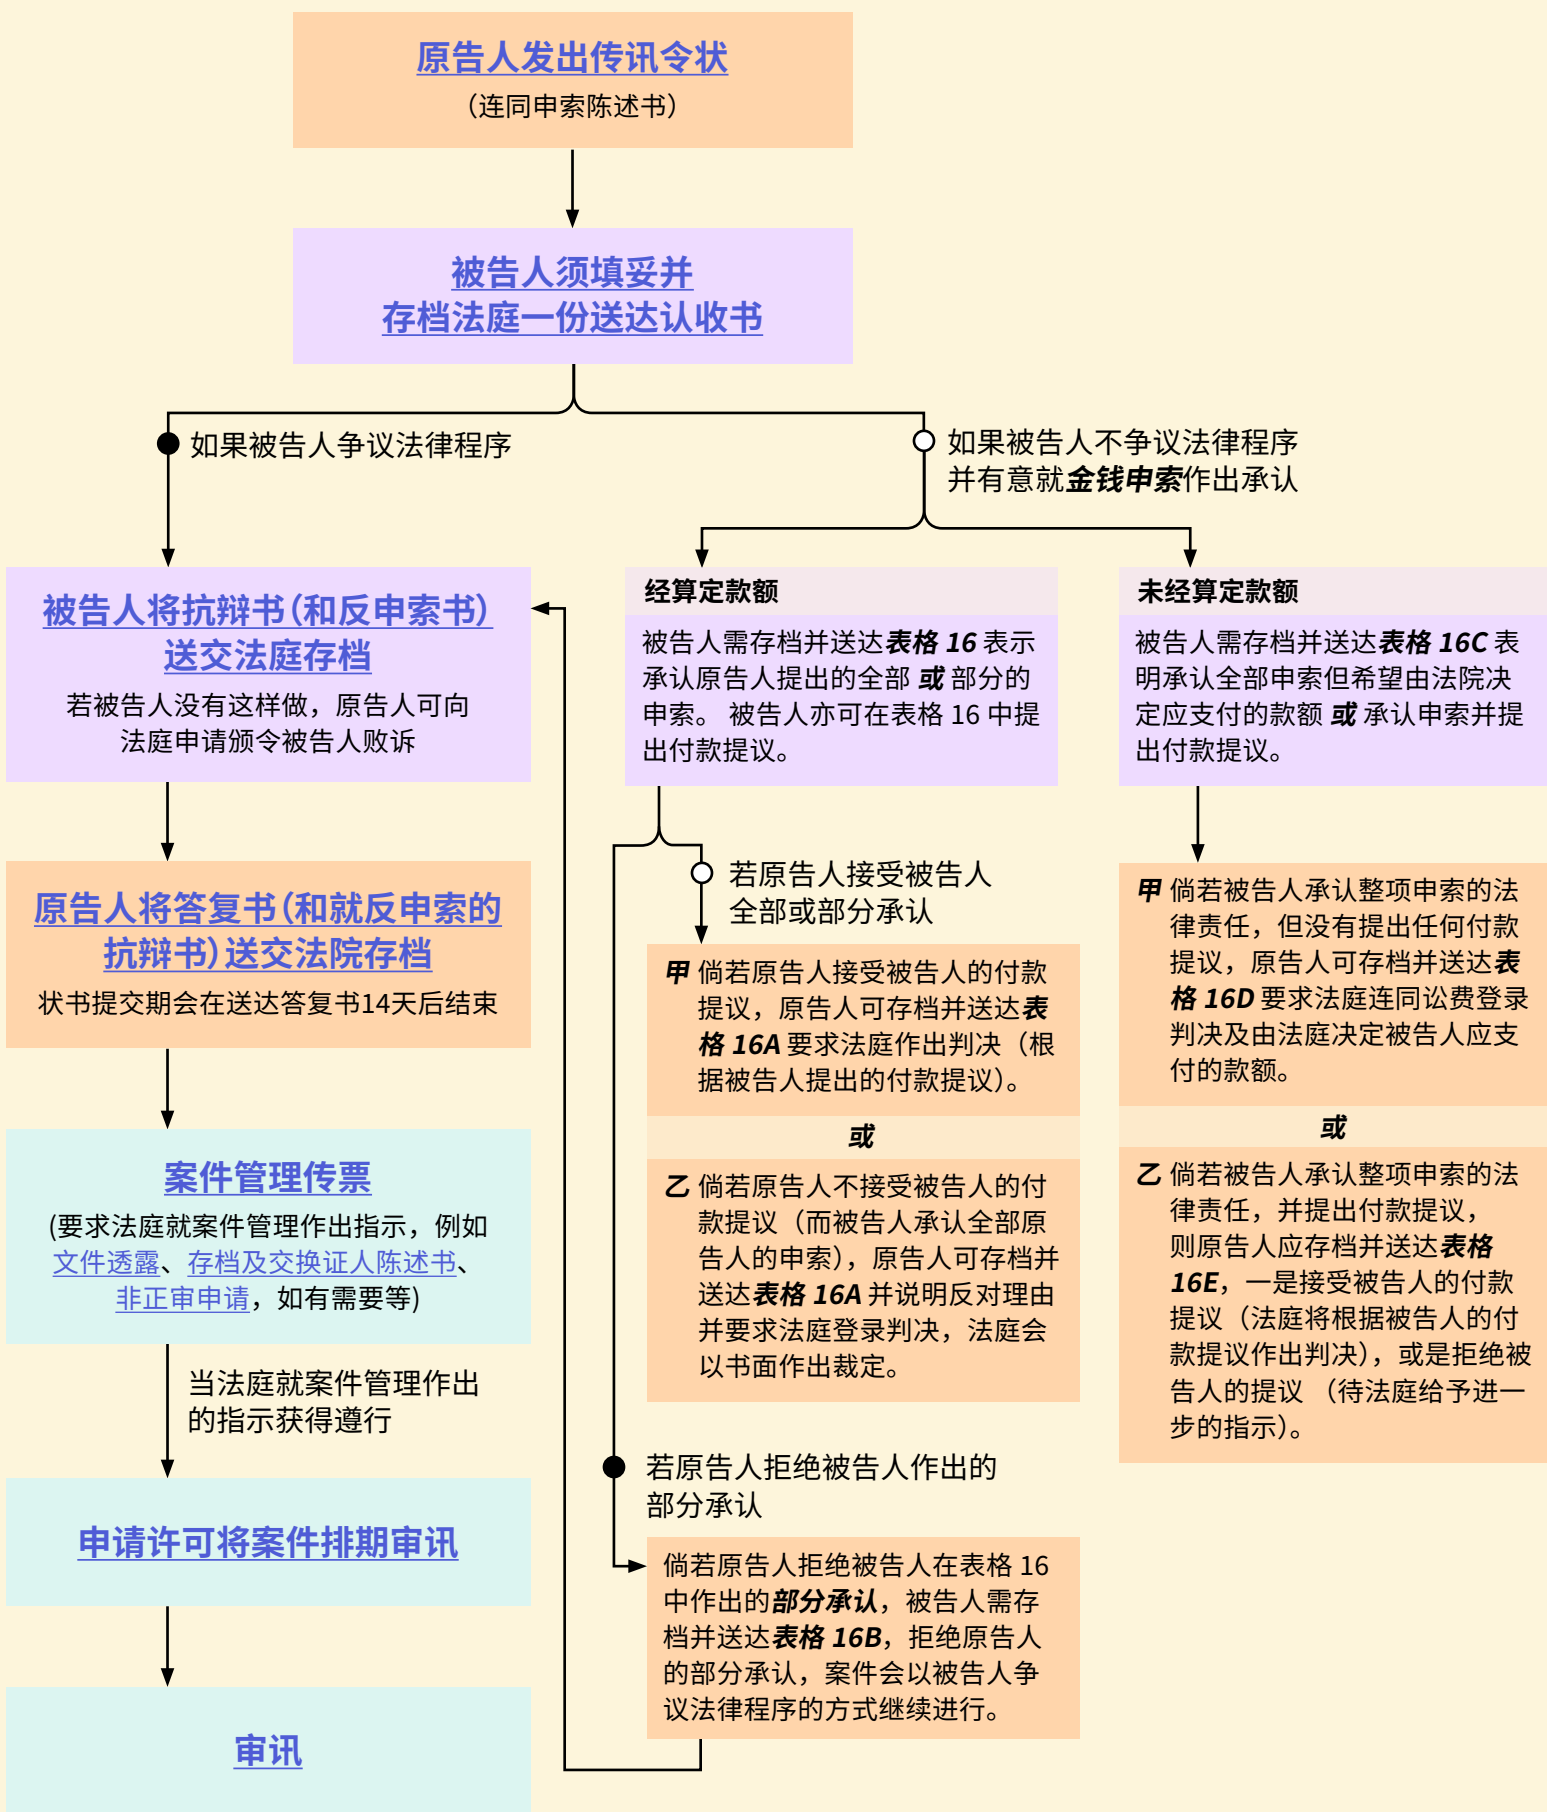 原告人发出传讯令状
（连同申索陈述书）
被告人须填妥并
存档法庭一份送达认收书
如果被告人争议法律程序
如果被告人不争议法律程序
并有意就金钱申索作出承认
被告人将抗辩书（和反申索书）
送交法庭存档
若被告人没有这样做，原告人可向
法庭申请颁令被告人败诉
原告人将答复书（和就反申索的
抗辩书）送交法院存档
状书提交期会在送达答复书14天后结束
案件管理传票
(要求法庭就案件管理作出指示，例如
文件透露、存档及交换证人陈述书、
非正审申请，如有需要等)
当法庭就案件管理作出
的指示获得遵行
申请许可将案件排期审讯
审讯
经算定款额
被告人需存档并送达表格 16 表示
承认原告人提出的全部 或 部分的
申索。 被告人亦可在表格 16 中提
出付款提议。
若原告人接受被告人
全部或部分承认
甲 倘若原告人接受被告人的付款
提议，原告人可存档并送达表
格 16A 要求法庭作出判决（根
据被告人提出的付款提议）。
或
乙 倘若原告人不接受被告人的付
款提议（而被告人承认全部原
告人的申索），原告人可存档并
送达表格 16A 并说明反对理由
并要求法庭登录判决，法庭会
以书面作出裁定。
若原告人拒绝被告人作出的
部分承认
倘若原告人拒绝被告人在表格 16
中作出的部分承认，被告人需存
档并送达表格 16B，拒绝原告人
的部分承认，案件会以被告人争
议法律程序的方式继续进行。
未经算定款额
被告人需存档并送达表格 16C 表
明承认全部申索但希望由法院决
定应支付的款额 或 承认申索并提
出付款提议。
甲 倘若被告人承认整项申索的法
律责任，但没有提出任何付款
提议，原告人可存档并送达表
格 16D 要求法庭连同讼费登录
判决及由法庭决定被告人应支
付的款额。
或
乙 倘若被告人承认整项申索的法
律责任，并提出付款提议，
则原告人应存档并送达表格
16E，一是接受被告人的付款
提议（法庭将根据被告人的付
款提议作出判决），或是拒绝被
告人的提议 （待法庭给予进一
步的指示）。